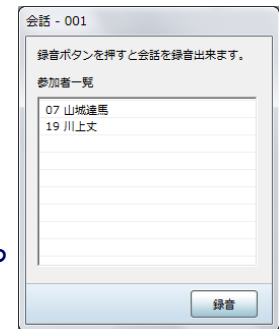 会話 - 001
録音ボタンを押すと会話を録音出来ます。
参加者一覧
07 山城達馬
19 川上丈
録音